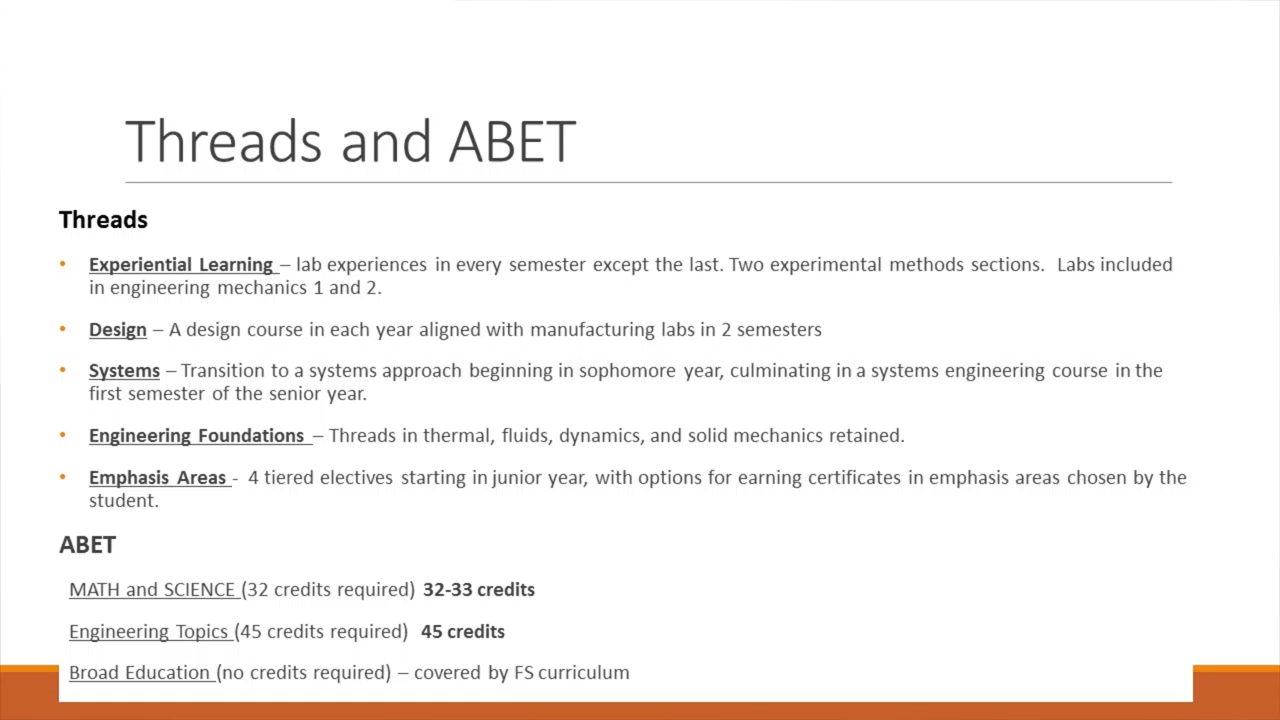 Threads and ABET
Threads
• Experiential Learning – lab experiences in every semester except the last. Two experimental methods sections. Labs included
in engineering mechanics 1 and 2.
• Design – A design course in each year aligned with manufacturing labs in 2 semesters
• Systems – Transition to a systems approach beginning in sophomore year, culminating in a systems engineering course in the
first semester of the senior year.
• Engineering Foundations – Threads in thermal, fluids, dynamics, and solid mechanics retained.
• Emphasis Areas - 4 tiered electives starting in junior year, with options for earning certificates in emphasis areas chosen by the
student.
ABET
MATH and SCIENCE (32 credits required) 32-33 credits
Engineering Topics (45 credits required) 45 credits
Broad Education (no credits required) – covered by FS curriculum